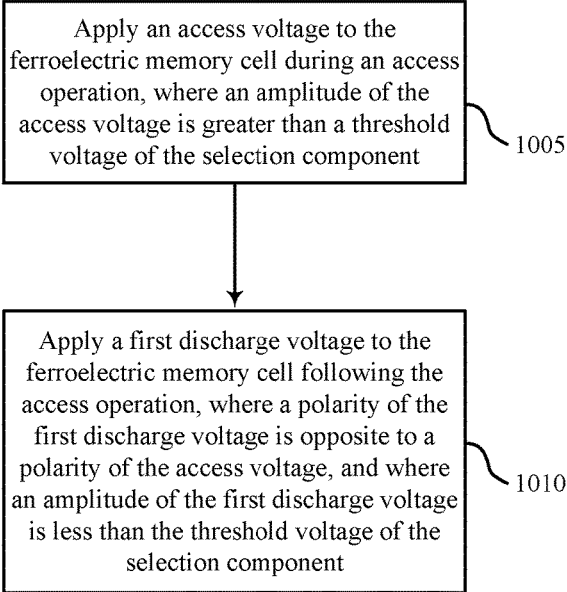 Apply an access voltage to the
ferroelectric memory cell during an access
operation, where an amplitude of the
access voltage is greater than a threshold
voltage of the selection component
1005
Apply a first discharge voltage to the
ferroelectric memory cell following the
access operation, where a polarity of the
first discharge voltage is opposite to a
polarity of the access voltage, and where
an amplitude of the first discharge voltage
is less than the threshold voltage of the
selection component
1010